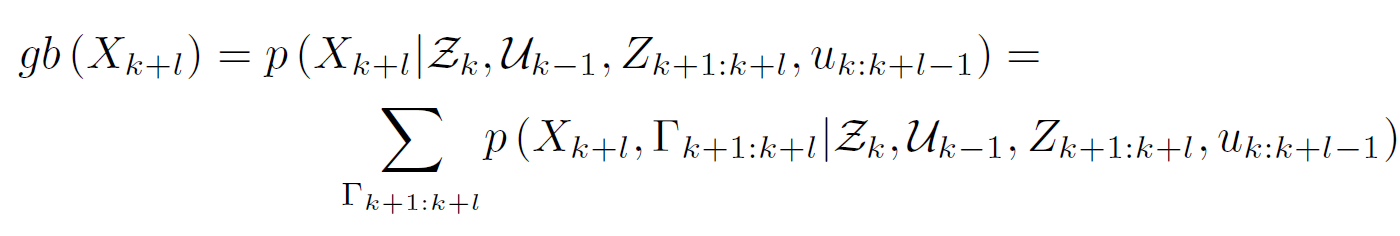 $gb\,(X_{k+l}) = p\,(X_{k+l}|\mathcal{Z}_k, \mathcal{U}_{k-1}, Z_{k+1:k+l}, u_{k:k+l-1}) =$
$\sum_{\Gamma_{k+1:k+l}} p\,(X_{k+l}, \Gamma_{k+1:k+l}|\mathcal{Z}_k, \mathcal{U}_{k-1}, Z_{k+1:k+l}, u_{k:k+l-1})$